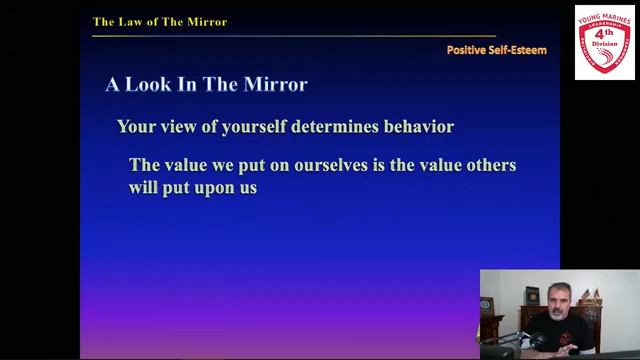 The Law of The Mirror
Positive Self-Esteem
A Look In The Mirror
Your view of yourself determines behavior
The value we put on ourselves is the value others
will put upon us
YOUNG MARINES
LEADERSHIP
4th
Division